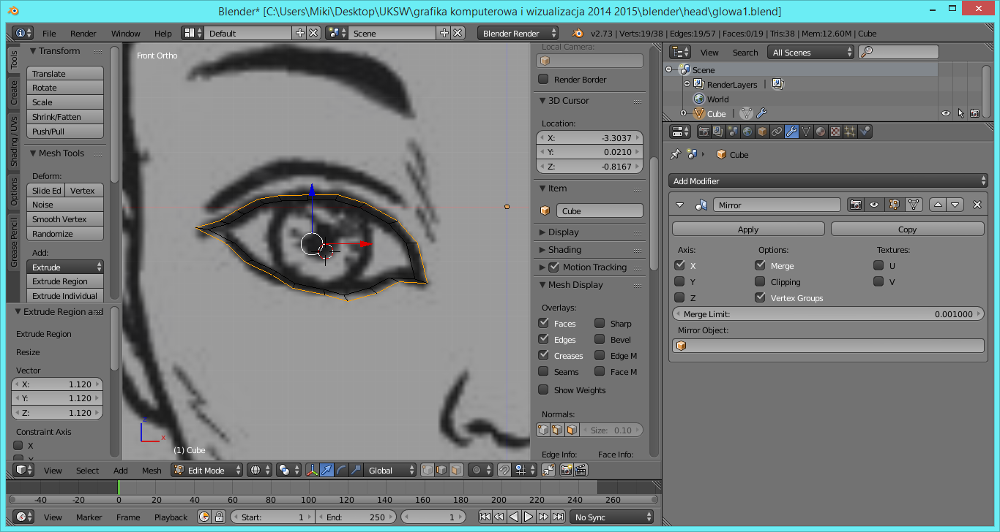 Blender* [C:\Users\Miki\Desktop\UKSW\grafika komputerowa i wizualizacja 2014 2015\blender\head\glowa1.blend]
File Render Window Help Default Scene Blender Render v2.73 | Verts:19/38 | Edges:19/57 | Faces:0/19 | Tris:38 | Mem:12.60M | Cube
Tools
Create
Shading / UVs
Options
Grease Pencil
Transform
Translate
Rotate
Scale
Shrink/Fatten
Push/Pull
Mesh Tools
Deform:
Slide Ed Vertex
Noise
Smooth Vertex
Randomize
Add:
Extrude
Extrude Region
Extrude Individual
Extrude Region and
Extrude Region
Resize
Vector
X: 1.120
Y: 1.120
Z: 1.120
Constraint Axis
X
Y
Front Ortho
z
x
(1) Cube
Local Camera:
Render Border
3D Cursor
Location:
X: -3.3037
Y: 0.0210
Z: -0.8167
Item
Cube
Display
Shading
Motion Tracking
Mesh Display
Overlays:
Faces Sharp
Edges Bevel
Creases Edge M
Seams Face M
Show Weights
Normals:
Size: 0.10
Edge Info: Face Info:
View Search All Scenes
Scene
RenderLayers |
World
Cube |
Cube
Add Modifier
Mirror
Apply Copy
Axis: Options: Textures:
X Merge U
Y Clipping V
Z Vertex Groups
Merge Limit: 0.001000
Mirror Object:
View Select Add Mesh Edit Mode Global
-40 -20 0 20 40 60 80 100 120 140 160 180 200 220 240 260
View Marker Frame Playback Start: 1 End: 250 1 No Sync